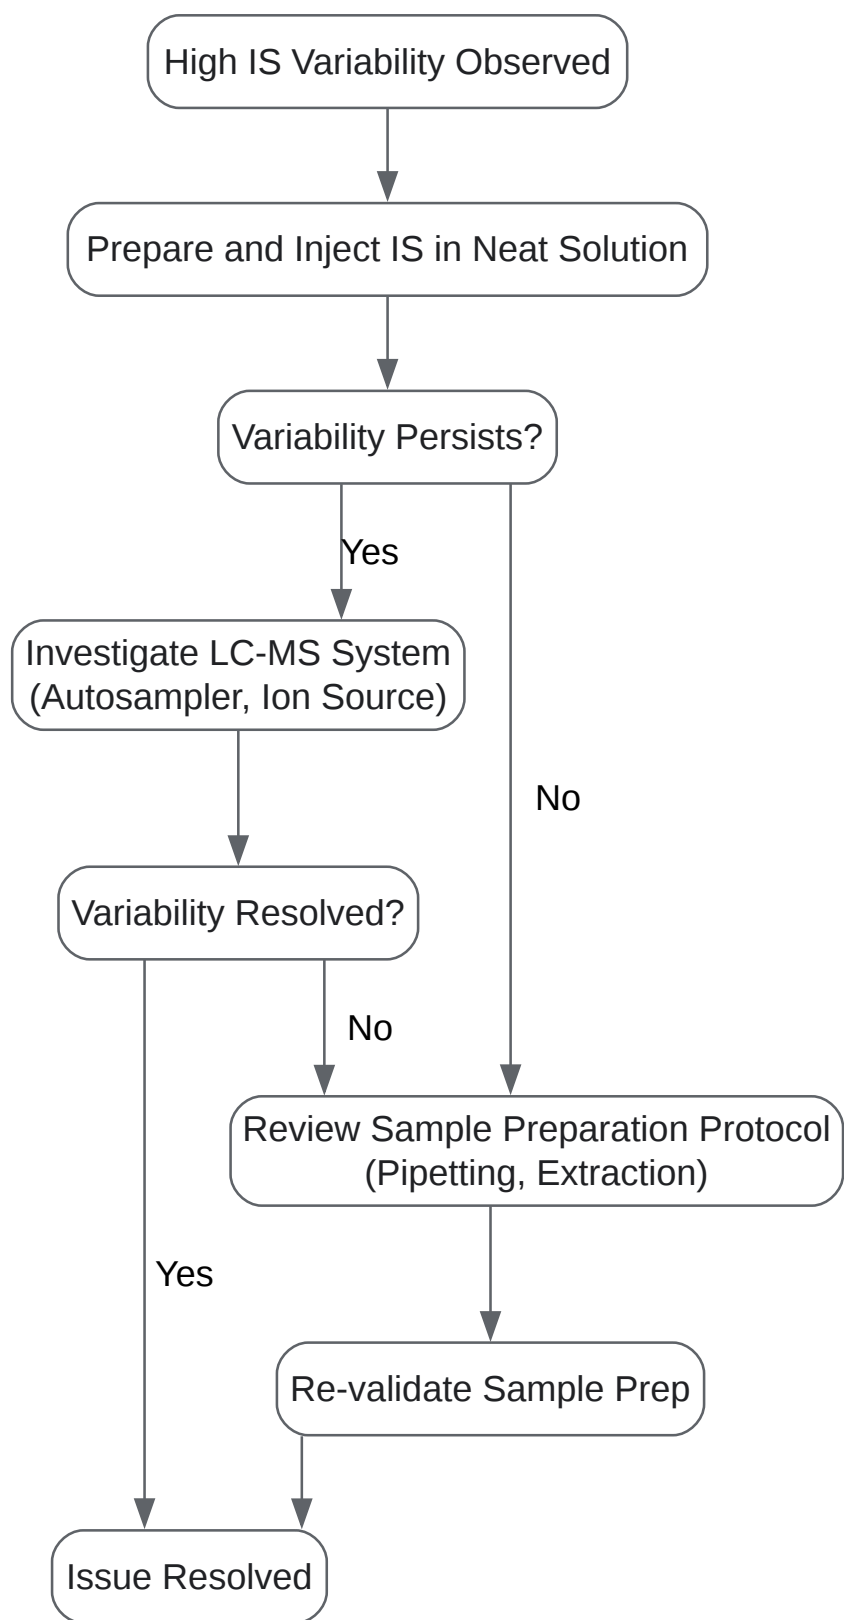 High IS Variability Observed
Prepare and Inject IS in Neat Solution
Variability Persists?
Yes
Investigate LC-MS System
(Autosampler, Ion Source)
No
Variability Resolved?
No
Review Sample Preparation Protocol
(Pipetting, Extraction)
Yes
Re-validate Sample Prep
Issue Resolved